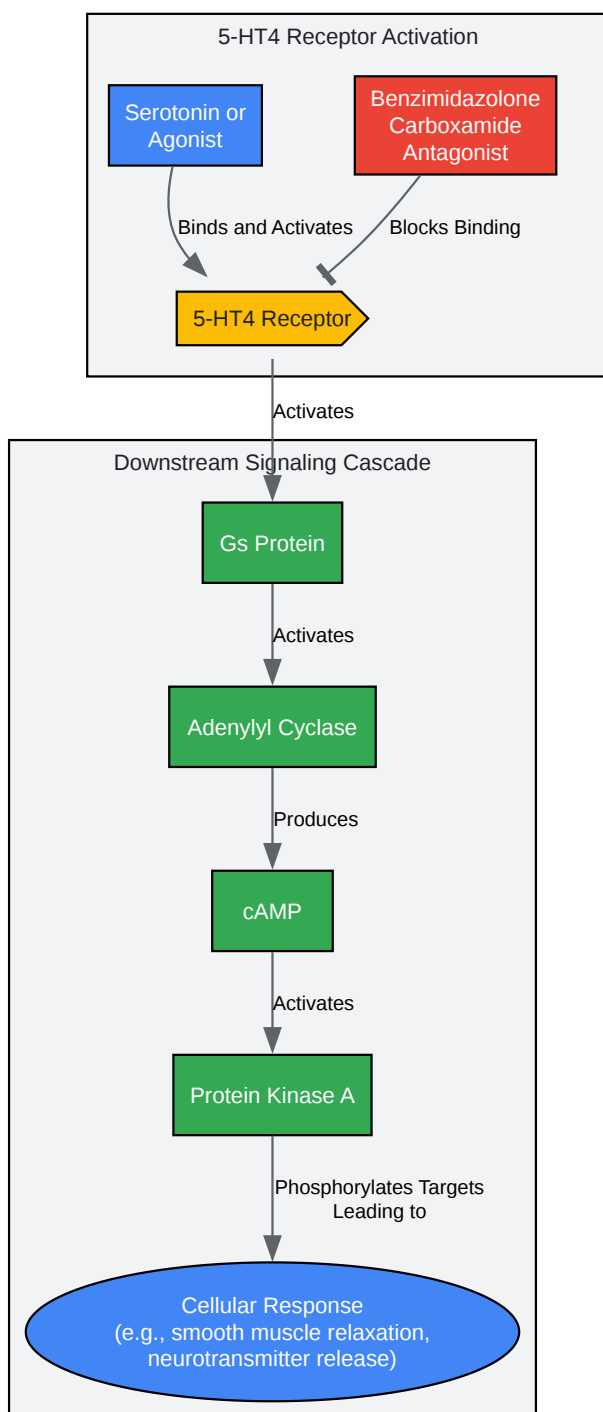 5-HT4 Receptor Activation
Serotonin or
Agonist
Benzimidazolone
Carboxamide
Antagonist
Binds and Activates
Blocks Binding
5-HT4 Receptor
Activates
Downstream Signaling Cascade
Gs Protein
Activates
Adenylyl Cyclase
Produces
cAMP
Activates
Protein Kinase A
Phosphorylates Targets
Leading to
Cellular Response
(e.g., smooth muscle relaxation,
neurotransmitter release)